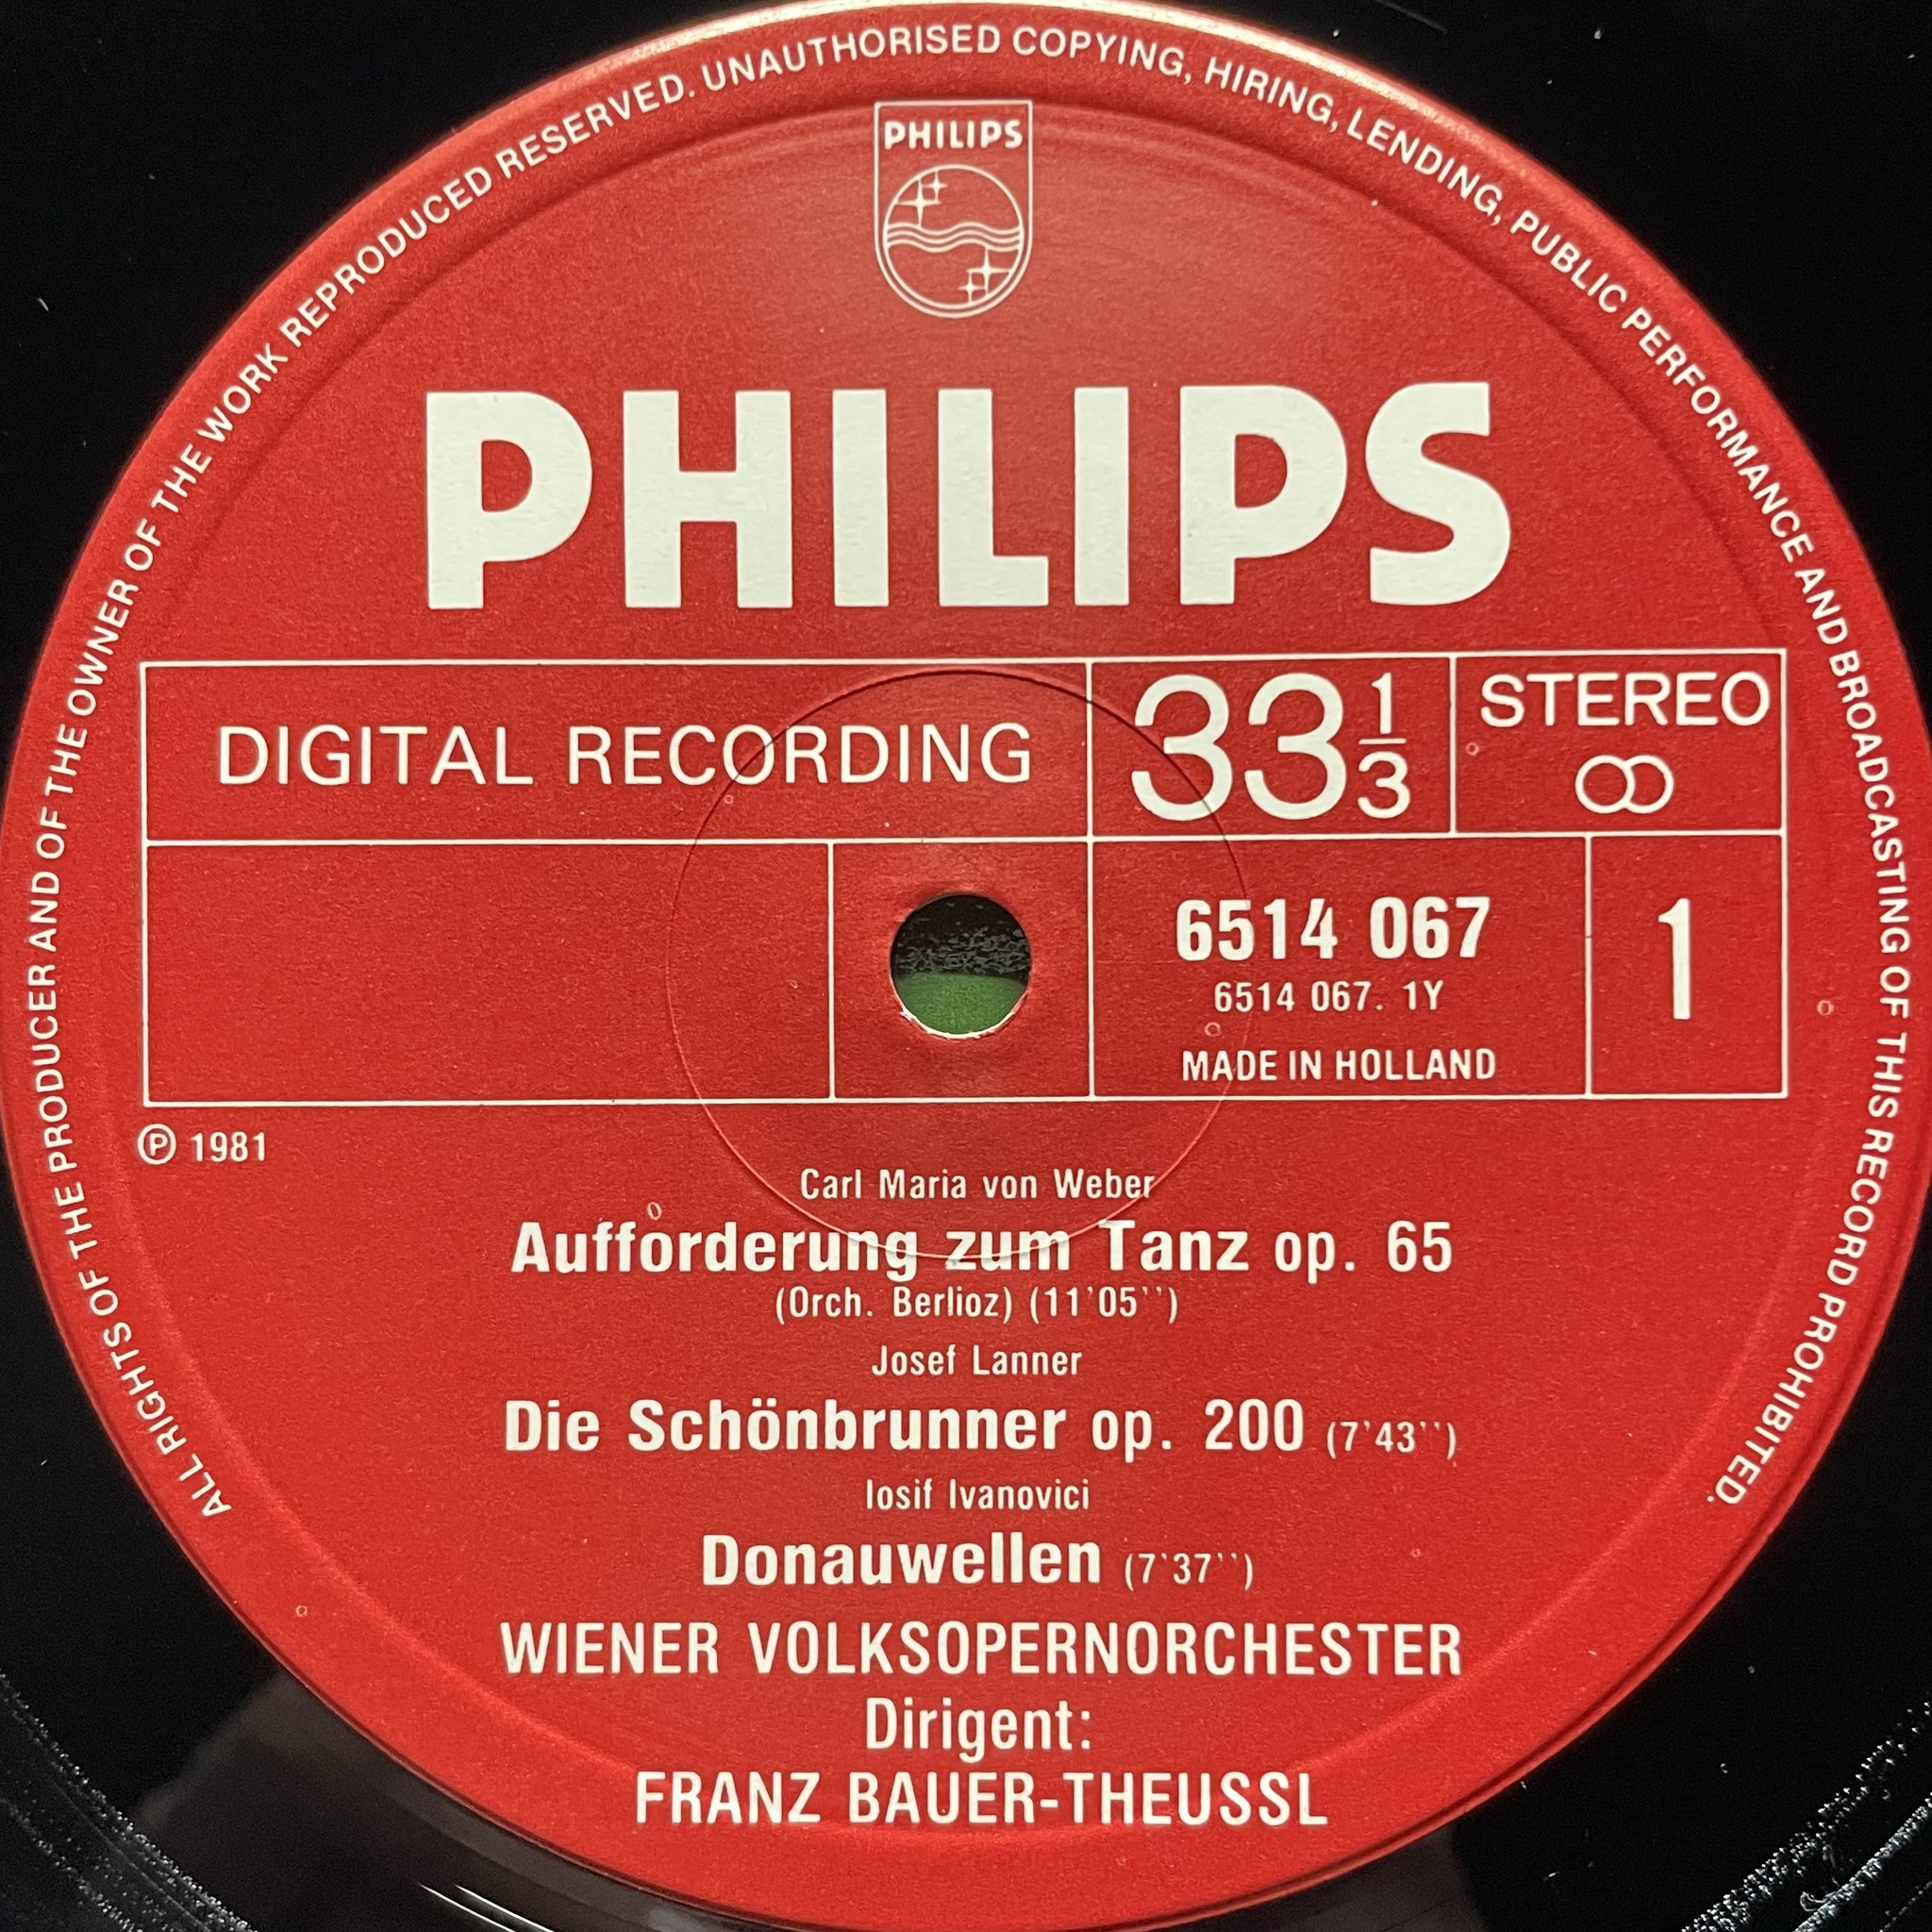 ALL RIGHTS OF THE PRODUCER AND OF THE OWNER OF THE WORK REPRODUCED RESERVED. UNAUTHORISED COPYING, HIRING, LENDING, PUBLIC PERFORMANCE AND BROADCASTING OF THIS RECORD PROHIBITED.
PHILIPS
PHILIPS
DIGITAL RECORDING
33 1/3
STEREO
6514 067
6514 067. 1Y
MADE IN HOLLAND
1
Ⓟ 1981
Carl Maria von Weber
Aufforderung zum Tanz op. 65
(Orch. Berlioz) (11'05'')
Josef Lanner
Die Schönbrunner op. 200 (7'43'')
Iosif Ivanovici
Donauwellen (7'37'')
WIENER VOLKSOPERNORCHESTER
Dirigent:
FRANZ BAUER-THEUSSL